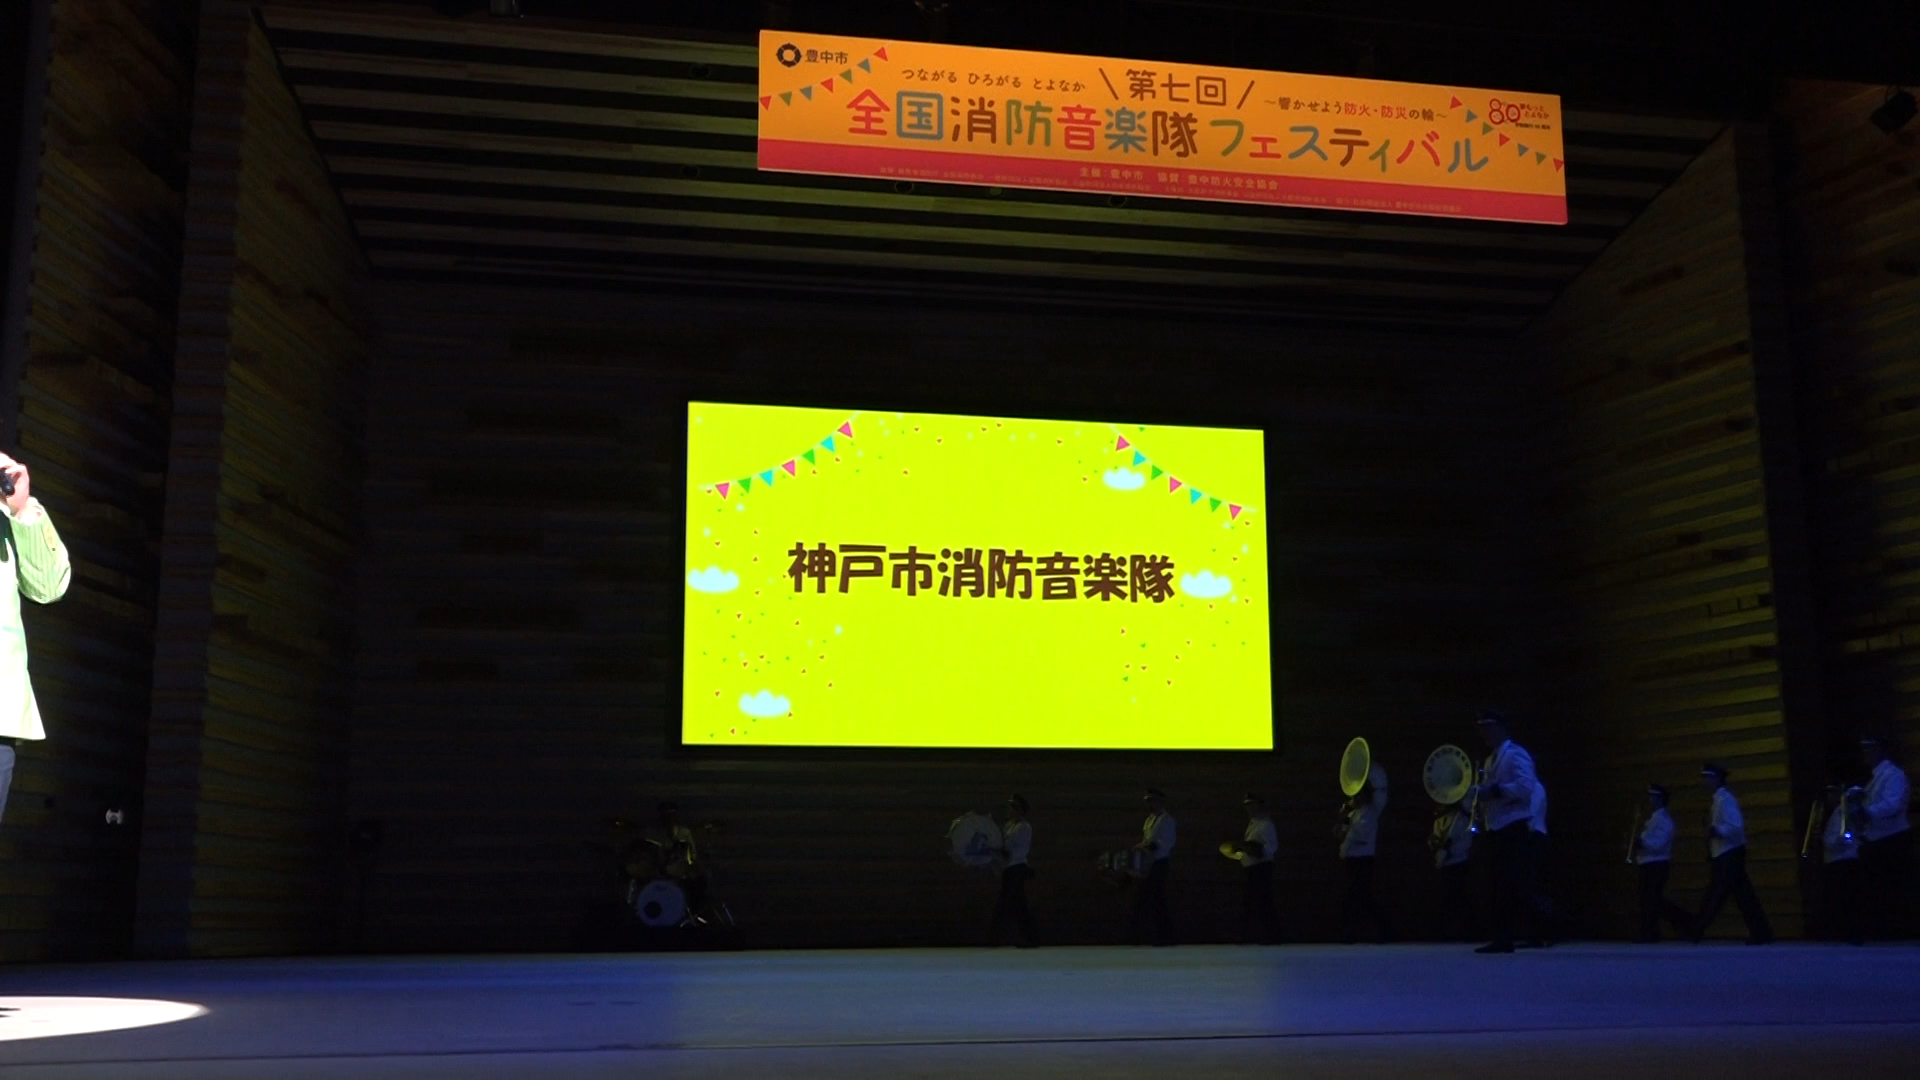 豊中市
つながる ひろがる とよなか
第七回
～響かせよう防火・防災の輪～
全国消防音楽隊フェスティバル
80
主催 豊中市 協賛 豊中防火安全協会
神戸市消防音楽隊